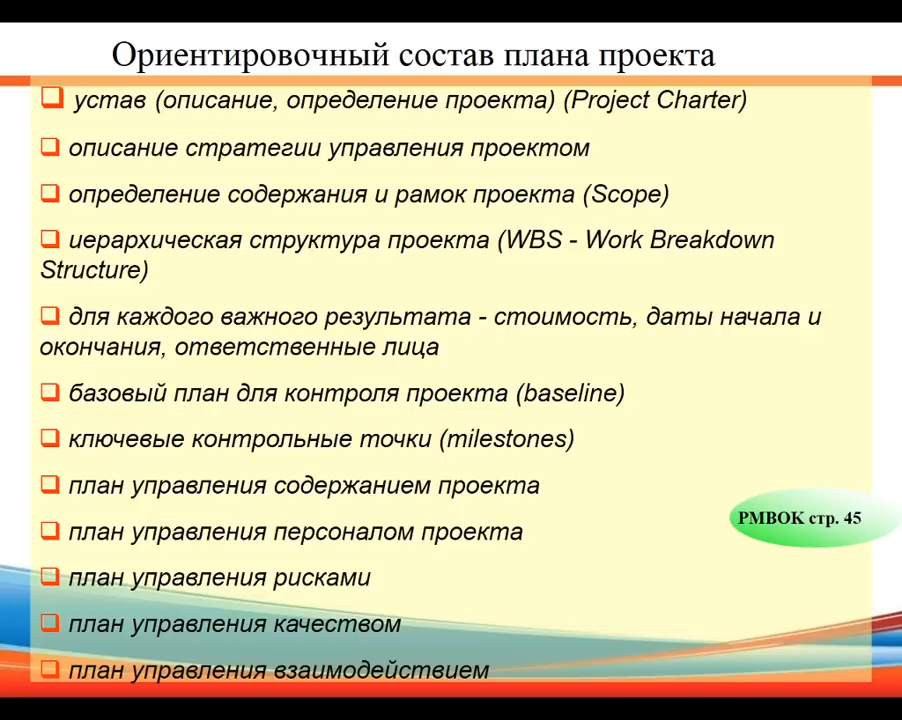 Ориентировочный состав плана проекта
устав (описание, определение проекта) (Project Charter)
описание стратегии управления проектом
определение содержания и рамок проекта (Scope)
иерархическая структура проекта (WBS - Work Breakdown
Structure)
для каждого важного результата - стоимость, даты начала и
окончания, ответственные лица
базовый план для контроля проекта (baseline)
ключевые контрольные точки (milestones)
план управления содержанием проекта
план управления персоналом проекта
PMBOK стр. 45
план управления рисками
план управления качеством
план управления взаимодействием